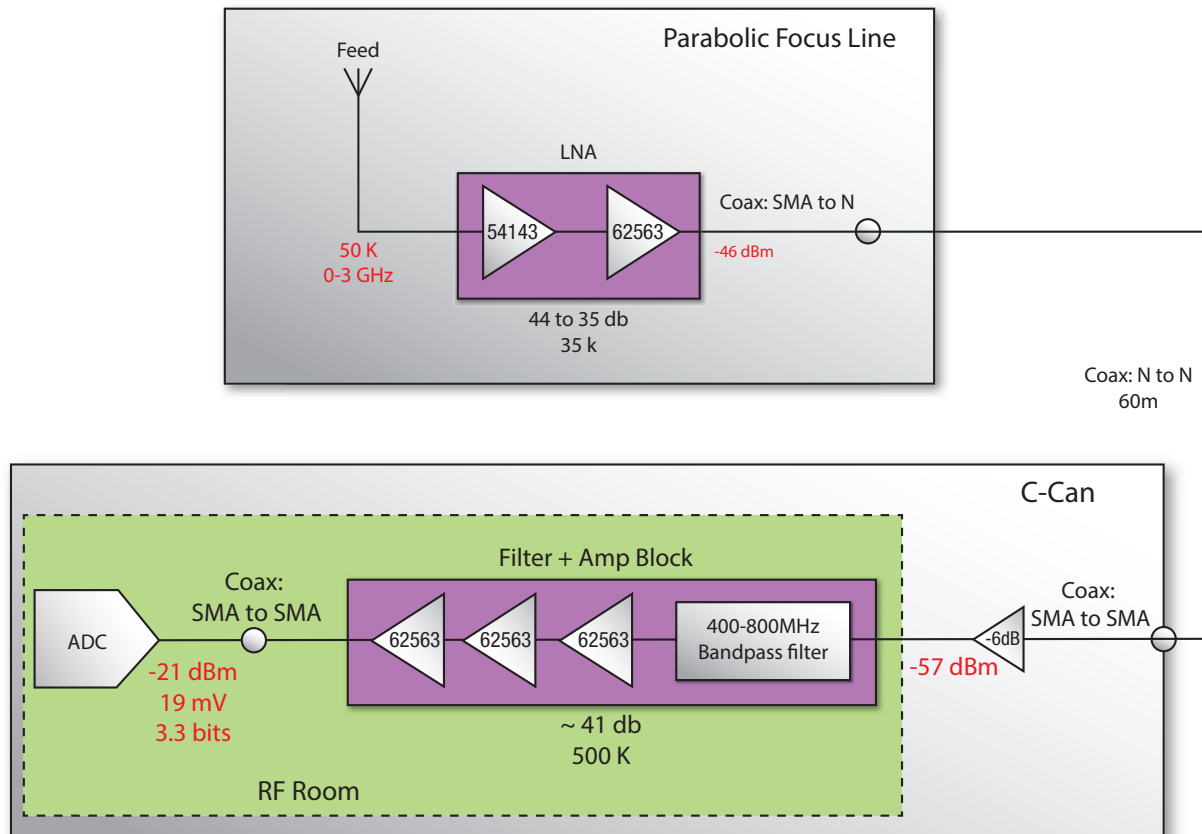 Parabolic Focus Line
Feed
LNA
54143
62563
Coax: SMA to N
50 K
0-3 GHz
-46 dBm
44 to 35 db
35 k
Coax: N to N
60m
C-Can
Filter + Amp Block
Coax:
SMA to SMA
Coax:
SMA to SMA
ADC
62563
62563
62563
400-800MHz
Bandpass filter
-6dB
-21 dBm
19 mV
3.3 bits
-57 dBm
~ 41 db
500 K
RF Room